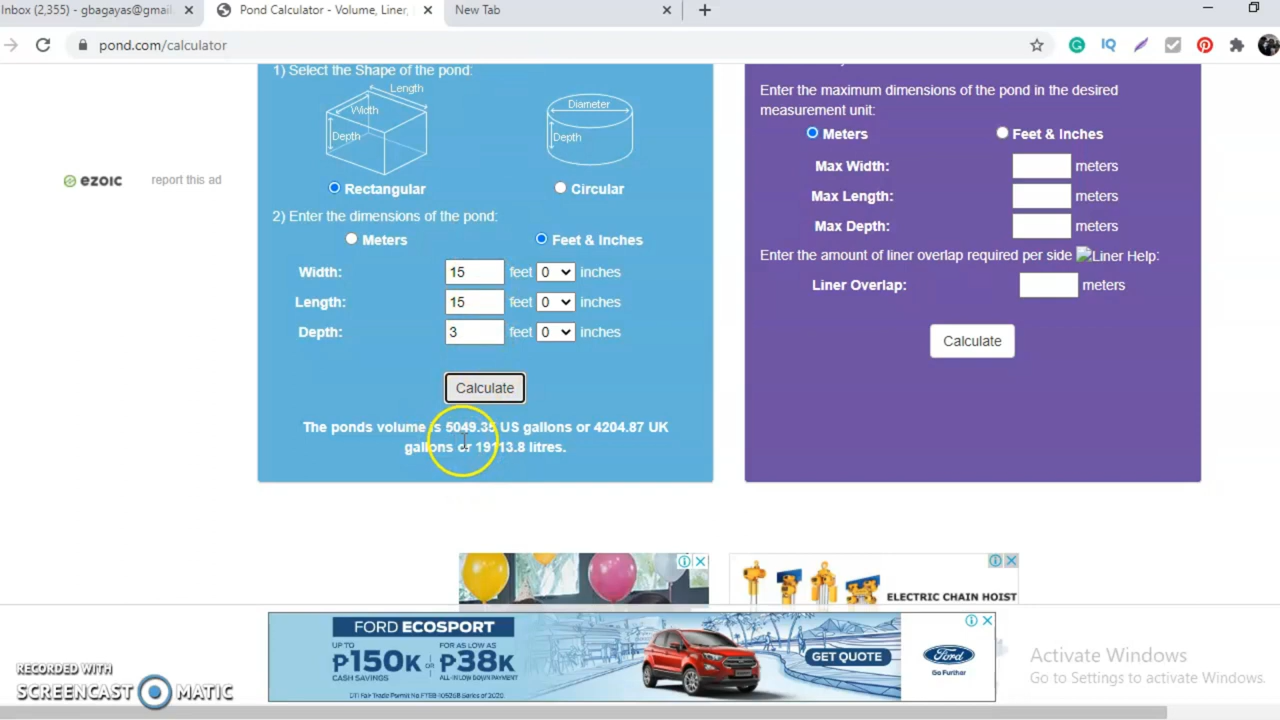 Inbox (2,355) - gbagayas@gmail.
Pond Calculator - Volume, Liner,
New Tab
pond.com/calculator
1) Select the Shape of the pond:
Length
Width
Depth
Diameter
Depth
Rectangular
Circular
2) Enter the dimensions of the pond:
Meters
Feet & Inches
Width: 15 feet 0 inches
Length: 15 feet 0 inches
Depth: 3 feet 0 inches
Calculate
The ponds volume is 5049.35 US gallons or 4204.87 UK
gallons or 19113.8 litres.
Enter the maximum dimensions of the pond in the desired
measurement unit:
Meters
Feet & Inches
Max Width: meters
Max Length: meters
Max Depth: meters
Enter the amount of liner overlap required per side Liner Help:
Liner Overlap: meters
Calculate
ezoic
report this ad
ELECTRIC CHAIN HOIST
FORD ECOSPORT
UP TO
₱150K
CASH SAVINGS
or
FOR AS LOW AS
₱38K
ALL-IN LOW DOWN PAYMENT
GET QUOTE
Ford
Go Further
Activate Windows
Go to Settings to activate Windows.
RECORDED WITH
SCREENCAST MATIC